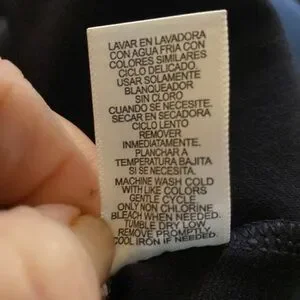 LAVAR EN LAVADORA
CON AGUA FRIA CON
COLORES SIMILARES
CICLO DELICADO.
USAR SOLAMENTE
BLANQUEADOR
SIN CLORO
CUANDO SE NECESITE.
SECAR EN SECADORA
CICLO LENTO
REMOVER
INMEDIATAMENTE.
PLANCHAR A
TEMPERATURA BAJITA
SI SE NECESITA.
MACHINE WASH COLD
WITH LIKE COLORS
GENTLE CYCLE
ONLY NON CHLORINE
BLEACH WHEN NEEDED.
TUMBLE DRY LOW
REMOVE PROMPTLY
COOL IRON IF NEEDED.